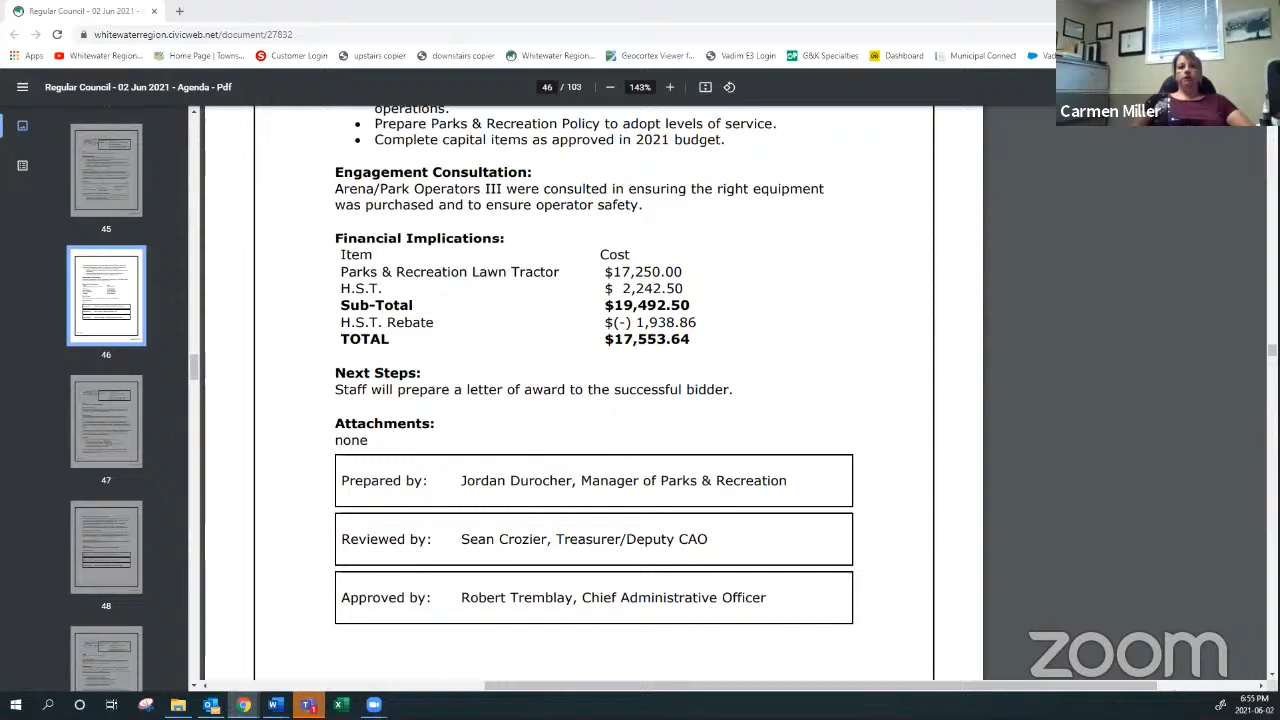 Regular Council - 02 Jun 2021 -
whitewaterregion.civicweb.net/document/27832
Apps Whitewater Region... Home Page | Townshi... Customer Login upstairs copier downstairs copier Whitewater Region... Geocortex Viewer fo... Vadim E3 Login G&K Specialties Dashboard Municipal Connect Vac
Carmen Miller
Regular Council - 02 Jun 2021 - Agenda - Pdf 46 / 103 143%
operations.
• Prepare Parks & Recreation Policy to adopt levels of service.
• Complete capital items as approved in 2021 budget.
Engagement Consultation:
Arena/Park Operators III were consulted in ensuring the right equipment
was purchased and to ensure operator safety.
Financial Implications:
Item Cost
Parks & Recreation Lawn Tractor $17,250.00
H.S.T. $ 2,242.50
Sub-Total $19,492.50
H.S.T. Rebate $(-) 1,938.86
TOTAL $17,553.64
Next Steps:
Staff will prepare a letter of award to the successful bidder.
Attachments:
none
Prepared by: Jordan Durocher, Manager of Parks & Recreation
Reviewed by: Sean Crozier, Treasurer/Deputy CAO
Approved by: Robert Tremblay, Chief Administrative Officer
45
46
47
48
zoom
6:55 PM
2021-06-02